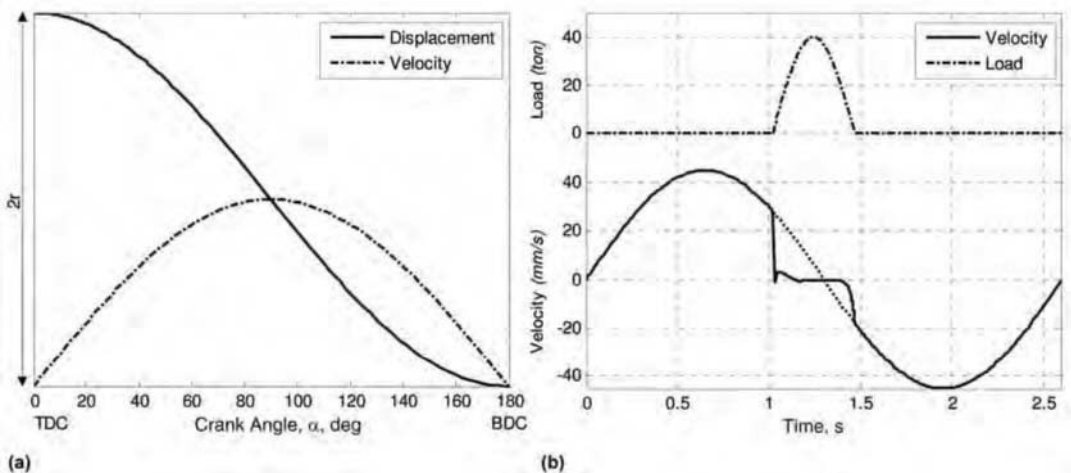 2r
Displacement
Velocity
0 20 40 60 80 100 120 140 160 180
TDC Crank Angle, α, deg BDC
(a)
Load (ton)
40
20
0
Velocity
Load
Velocity (mm/s)
40
20
0
-20
-40
0 0.5 1 1.5 2 2.5
Time, s
(b)